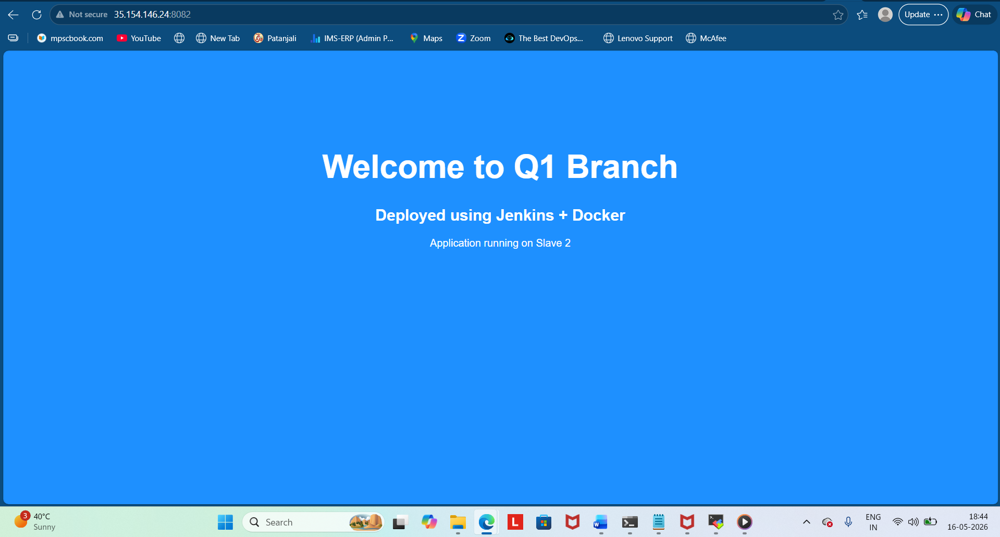 Not secure 35.154.146.24:8082
Update ... Chat
mpscbook.com YouTube New Tab Patanjali IMS-ERP (Admin P... Maps Zoom The Best DevOps... Lenovo Support McAfee
Welcome to Q1 Branch
Deployed using Jenkins + Docker
Application running on Slave 2
3
40°C
Sunny
Search
L
W
ENG
IN
18:44
16-05-2026